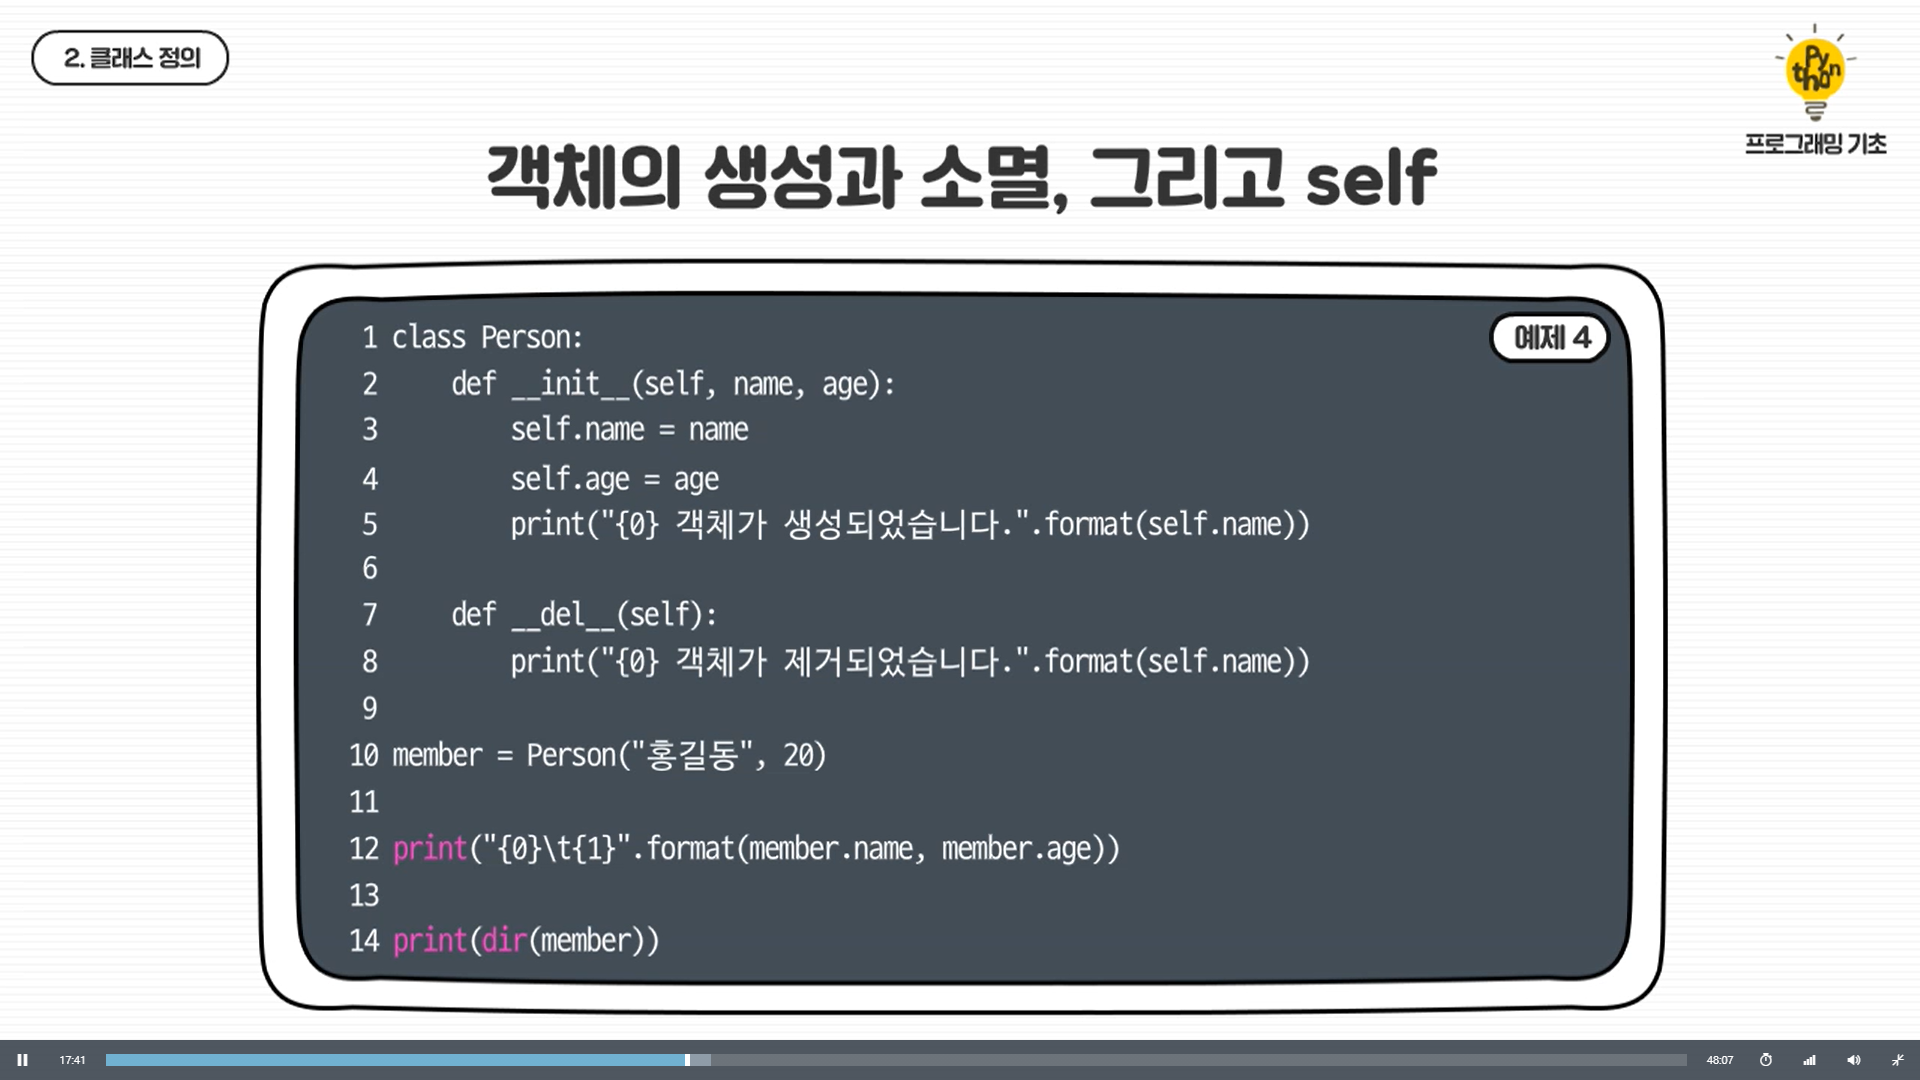 2. 클래스 정의
Python
프로그래밍 기초
객체의 생성과 소멸, 그리고 self
예제 4
1 class Person:
2     def __init__(self, name, age):
3         self.name = name
4         self.age = age
5         print("{0} 객체가 생성되었습니다.".format(self.name))
6
7     def __del__(self):
8         print("{0} 객체가 제거되었습니다.".format(self.name))
9
10 member = Person("홍길동", 20)
11
12 print("{0}\t{1}".format(member.name, member.age))
13
14 print(dir(member))
17:41
48:07